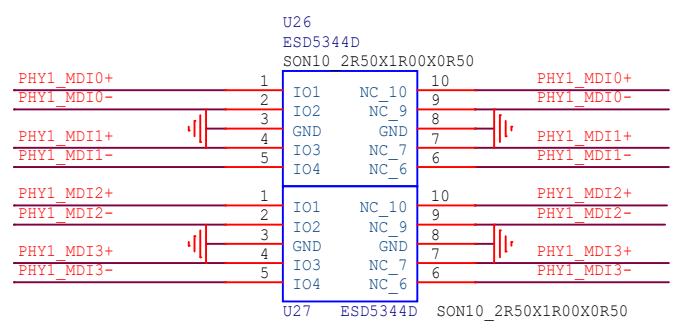 U26
ESD5344D
SON10_2R50X1R00X0R50
PHY1_MDI0+ 1 IO1 NC_10 10 PHY1_MDI0+
PHY1_MDI0- 2 IO2 NC_9 9 PHY1_MDI0-
3 GND GND 8
PHY1_MDI1+ 4 IO3 NC_7 7 PHY1_MDI1+
PHY1_MDI1- 5 IO4 NC_6 6 PHY1_MDI1-
PHY1_MDI2+ 1 IO1 NC_10 10 PHY1_MDI2+
PHY1_MDI2- 2 IO2 NC_9 9 PHY1_MDI2-
3 GND GND 8
PHY1_MDI3+ 4 IO3 NC_7 7 PHY1_MDI3+
PHY1_MDI3- 5 IO4 NC_6 6 PHY1_MDI3-
U27 ESD5344D SON10_2R50X1R00X0R50